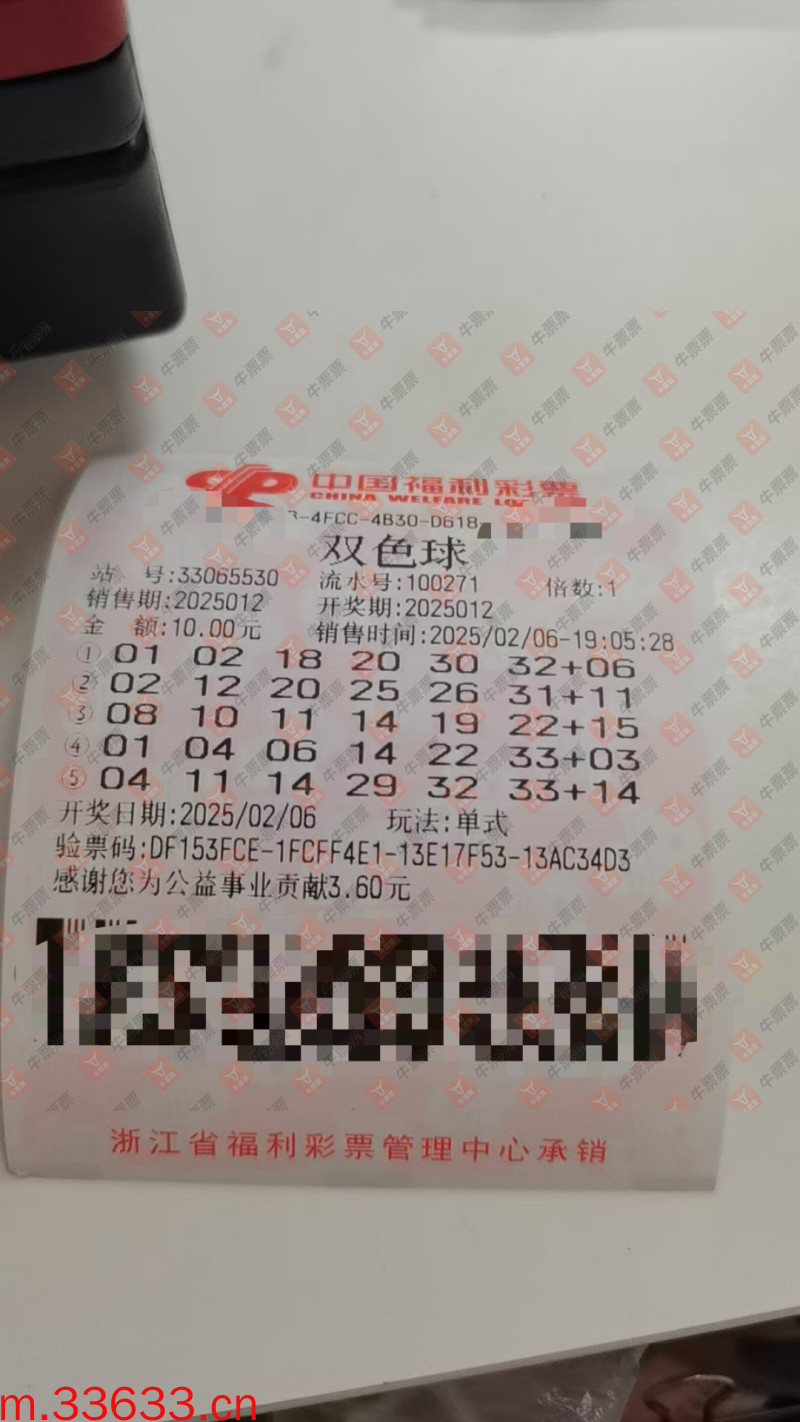 中国福利彩票
CHINA WELFARE LO
-4FCC-4B30-D618
双色球
站 号:33065530 流水号:100271 倍数:1
销售期:2025012 开奖期:2025012
金 额:10.00元 销售时间:2025/02/06-19:05:28
① 01 02 18 20 30 32+06
② 02 12 20 25 26 31+11
③ 08 10 11 14 19 22+15
④ 01 04 06 14 22 33+03
⑤ 04 11 14 29 32 33+14
开奖日期:2025/02/06 玩法:单式
验票码:DF153FCE-1FCFF4E1-13E17F53-13AC34D3
感谢您为公益事业贡献3.60元
浙江省福利彩票管理中心承销
牛票票
m.33633.cn